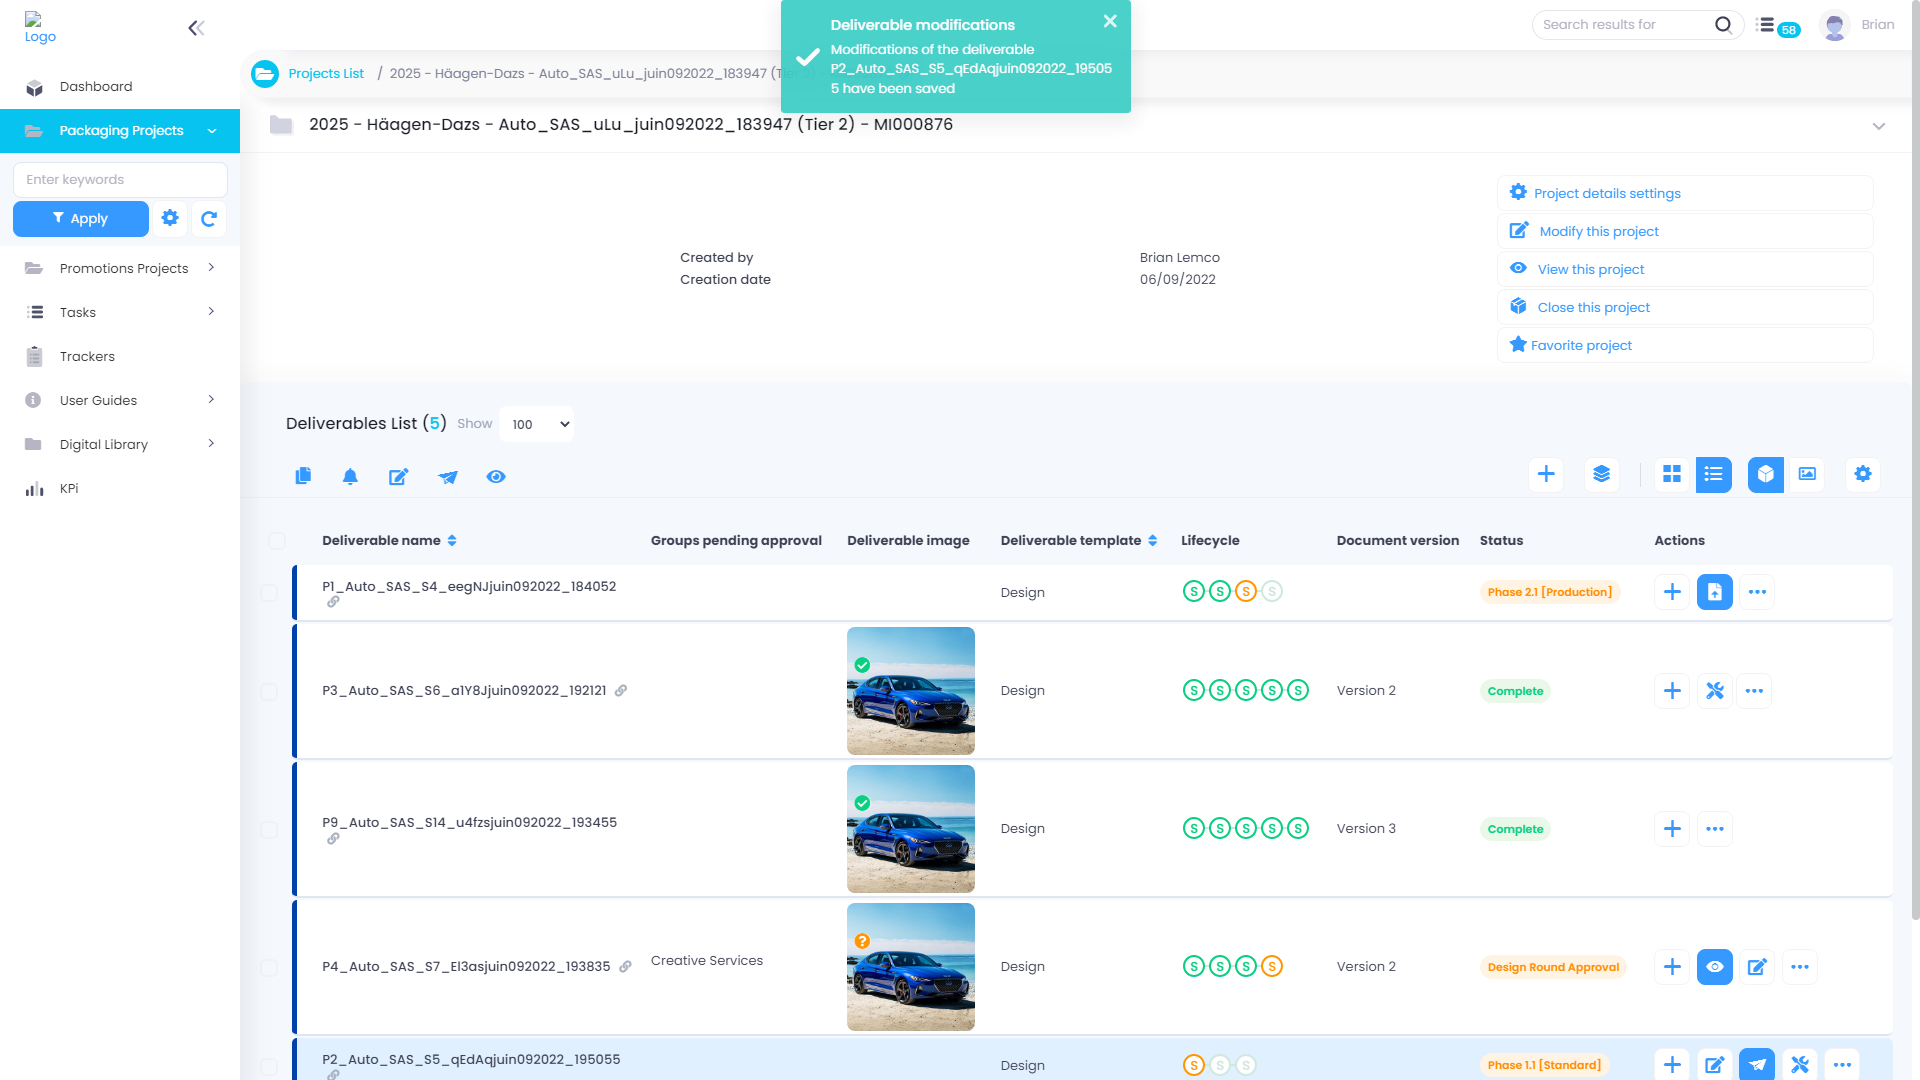 Logo
Deliverable modifications
Modifications of the deliverable
P2_Auto_SAS_S5_qEdAqjuin092022_19505
5 have been saved
Search results for
58
Brian
Dashboard
Packaging Projects
Enter keywords
Apply
Promotions Projects
Tasks
Trackers
User Guides
Digital Library
KPi
Projects List / 2025 - Häagen-Dazs - Auto_SAS_uLu_juin092022_183947 (Tier 2)
2025 - Häagen-Dazs - Auto_SAS_uLu_juin092022_183947 (Tier 2) - MI000876
Created by Brian Lemco
Creation date 06/09/2022
Project details settings
Modify this project
View this project
Close this project
Favorite project
Deliverables List (5) Show 100
Deliverable name Groups pending approval Deliverable image Deliverable template Lifecycle Document version Status Actions
P1_Auto_SAS_S4_eegNJjuin092022_184052 Design S S S S Phase 2.1 [Production]
P3_Auto_SAS_S6_a1Y8Jjuin092022_192121 Design S S S S S Version 2 Complete
P9_Auto_SAS_S14_u4fzsjuin092022_193455 Design S S S S S Version 3 Complete
P4_Auto_SAS_S7_El3asjuin092022_193835 Creative Services Design S S S S Version 2 Design Round Approval
P2_Auto_SAS_S5_qEdAqjuin092022_195055 Design S S S Phase 1.1 [Standard]